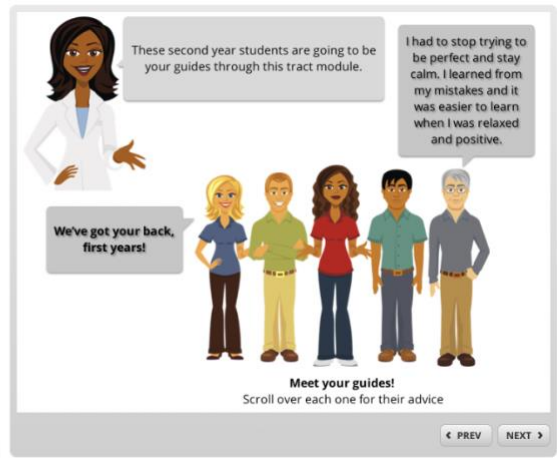 These second year students are going to be
your guides through this tract module.
I had to stop trying to
be perfect and stay
calm. I learned from
my mistakes and it
was easier to learn
when I was relaxed
and positive.
We've got your back,
first years!
Meet your guides!
Scroll over each one for their advice
PREV
NEXT